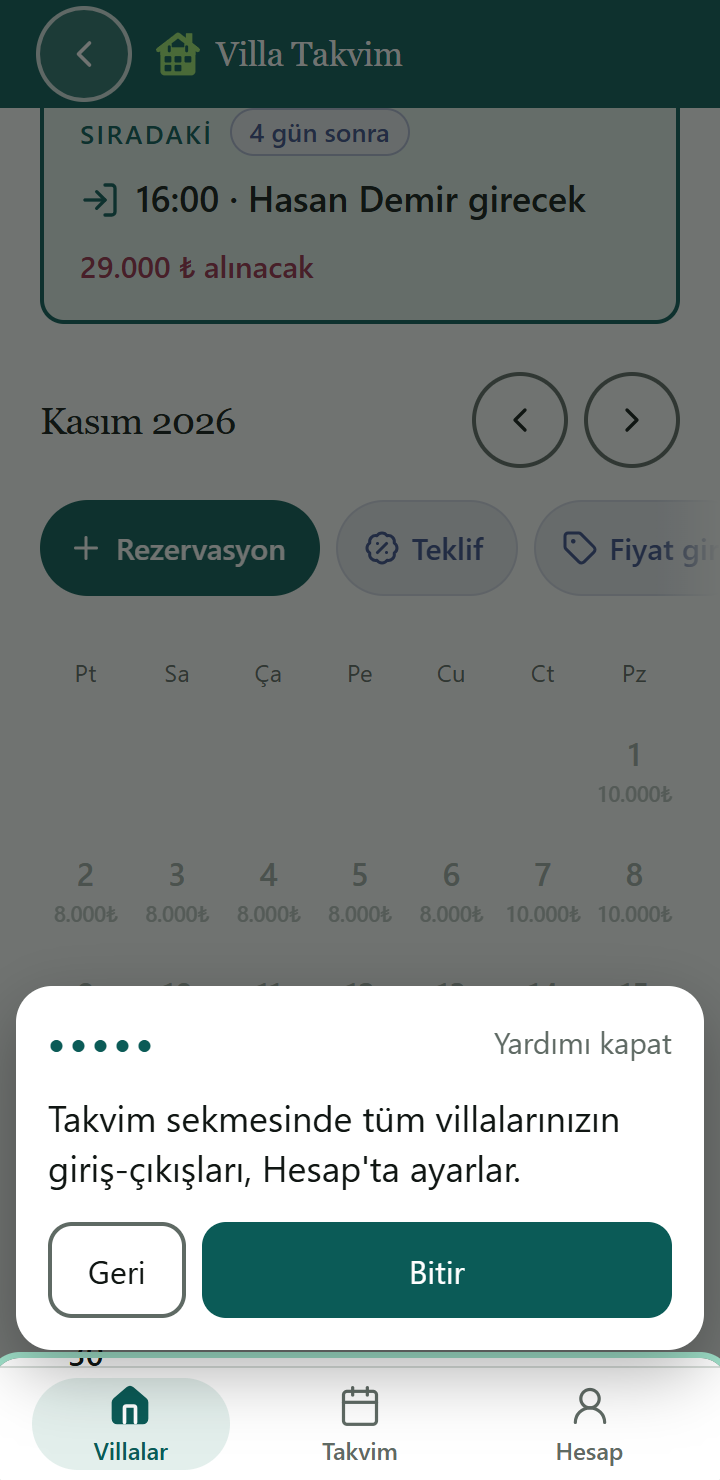 Villa Takvim
SIRADAKİ 4 gün sonra
16:00 · Hasan Demir girecek
29.000 ₺ alınacak
Kasım 2026
Rezervasyon Teklif Fiyat gir
Pt Sa Ça Pe Cu Ct Pz
1
10.000₺
2 3 4 5 6 7 8
8.000₺ 8.000₺ 8.000₺ 8.000₺ 8.000₺ 10.000₺ 10.000₺
Yardımı kapat
Takvim sekmesinde tüm villalarınızın
giriş-çıkışları, Hesap'ta ayarlar.
Geri Bitir
30
Villalar Takvim Hesap